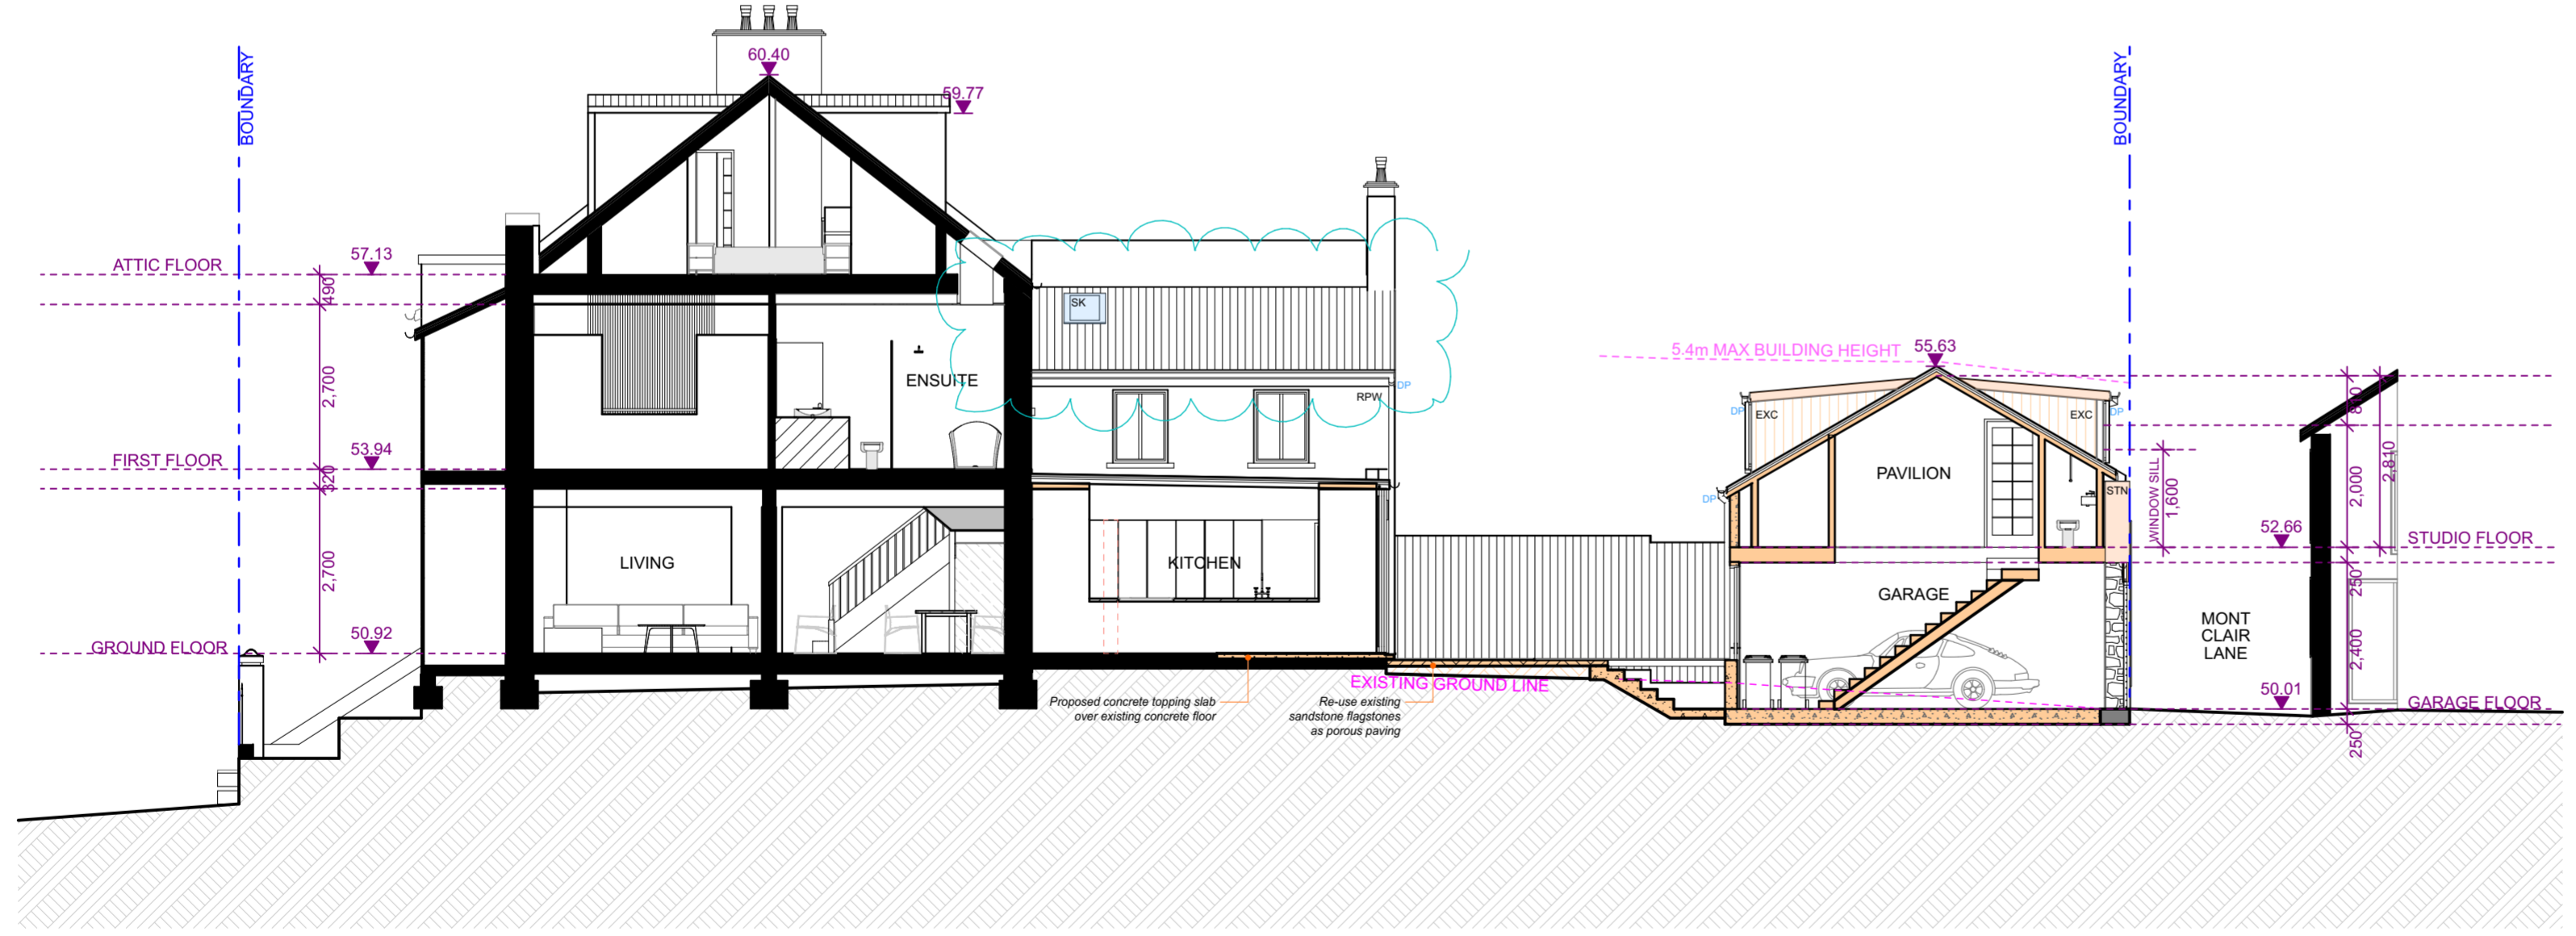 60.40
59.77
BOUNDARY
BOUNDARY
ATTIC FLOOR
57.13
490
2,700
FIRST FLOOR
53.94
320
2,700
GROUND FLOOR
50.92
ENSUITE
LIVING
SK
DP
RPW
KITCHEN
Proposed concrete topping slab
over existing concrete floor
EXISTING GROUND LINE
Re-use existing
sandstone flagstones
as porous paving
5.4m MAX BUILDING HEIGHT
55.63
DP
EXC
EXC
DP
PAVILION
DP
STN
GARAGE
WINDOW SILL
1,600
MONT
CLAIR
LANE
52.66
50.01
810
2,000
2,810
STUDIO FLOOR
250
2,400
GARAGE FLOOR
250